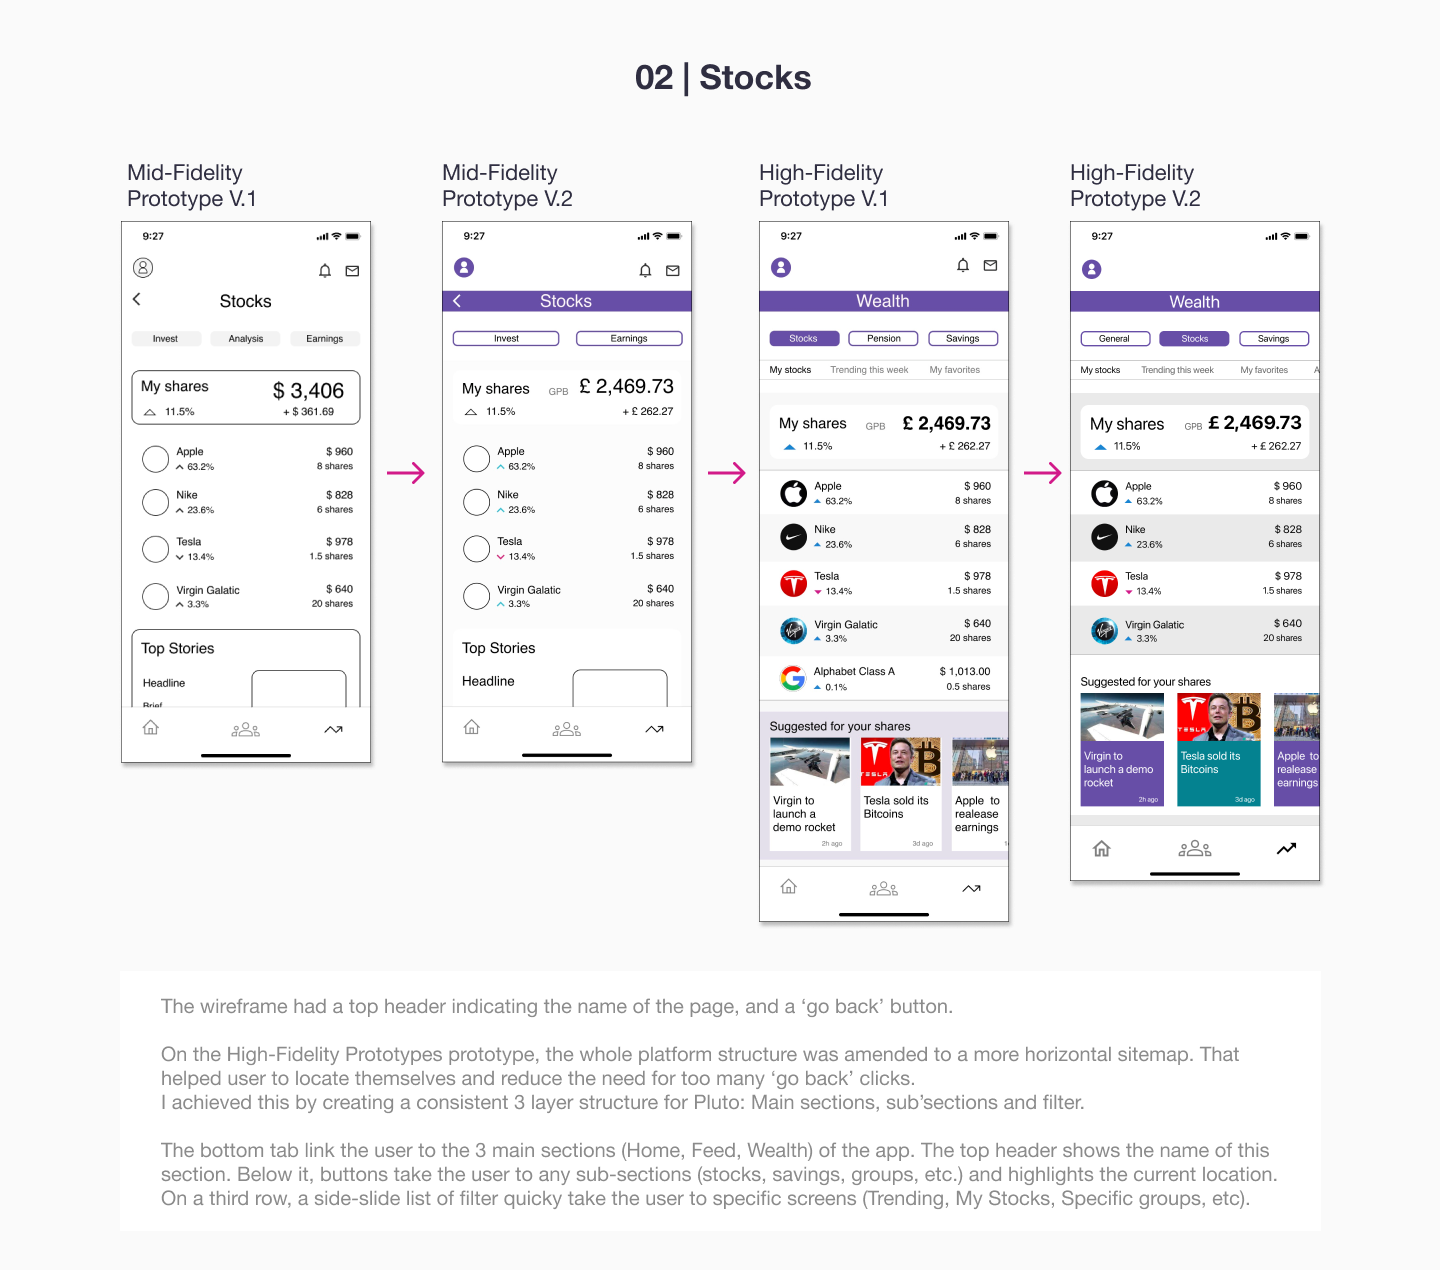 02 | Stocks
Mid-Fidelity
Prototype V.1
9:27
Stocks
Invest
Analysis
Earnings
My shares
$ 3,406
11.5%
+ $ 361.69
Apple
$ 960
63.2%
8 shares
Nike
$ 828
23.6%
6 shares
Tesla
$ 978
13.4%
1.5 shares
Virgin Galatic
$ 640
3.3%
20 shares
Top Stories
Headline
Brief
Mid-Fidelity
Prototype V.2
9:27
Stocks
Invest
Earnings
My shares
GPB
£ 2,469.73
11.5%
+ £ 262.27
Apple
$ 960
63.2%
8 shares
Nike
$ 828
23.6%
6 shares
Tesla
$ 978
13.4%
1.5 shares
Virgin Galatic
$ 640
3.3%
20 shares
Top Stories
Headline
High-Fidelity
Prototype V.1
9:27
Wealth
Stocks
Pension
Savings
My stocks
Trending this week
My favorites
My shares
GPB
£ 2,469.73
11.5%
+ £ 262.27
Apple
$ 960
63.2%
8 shares
Nike
$ 828
23.6%
6 shares
Tesla
$ 978
13.4%
1.5 shares
Virgin Galatic
$ 640
3.3%
20 shares
Alphabet Class A
$ 1,013.00
0.1%
0.5 shares
Suggested for your shares
TESLA
Virgin to
launch a
demo rocket
2h ago
Tesla sold its
Bitcoins
3d ago
Apple to
realease
earnings
High-Fidelity
Prototype V.2
9:27
Wealth
General
Stocks
Savings
My stocks
Trending this week
My favorites
A
My shares
GPB
£ 2,469.73
11.5%
+ £ 262.27
Apple
$ 960
63.2%
8 shares
Nike
$ 828
23.6%
6 shares
Tesla
$ 978
13.4%
1.5 shares
Virgin Galatic
$ 640
3.3%
20 shares
Suggested for your shares
TESLA
Virgin to
launch a demo
rocket
2h ago
Tesla sold its
Bitcoins
3d ago
Apple to
realease
earnings
The wireframe had a top header indicating the name of the page, and a ‘go back’ button.
On the High-Fidelity Prototypes prototype, the whole platform structure was amended to a more horizontal sitemap. That
helped user to locate themselves and reduce the need for too many ‘go back’ clicks.
I achieved this by creating a consistent 3 layer structure for Pluto: Main sections, sub’sections and filter.
The bottom tab link the user to the 3 main sections (Home, Feed, Wealth) of the app. The top header shows the name of this
section. Below it, buttons take the user to any sub-sections (stocks, savings, groups, etc.) and highlights the current location.
On a third row, a side-slide list of filter quicky take the user to specific screens (Trending, My Stocks, Specific groups, etc).